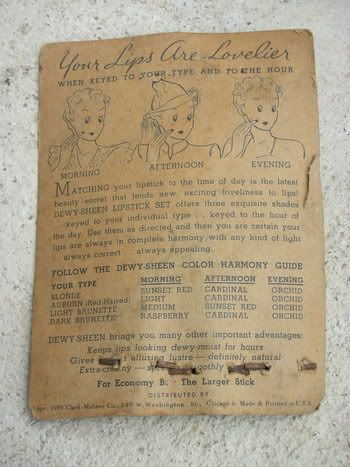 Your Lips Are Lovelier
WHEN KEYED TO YOUR TYPE AND TO THE HOUR
MORNING AFTERNOON EVENING
MATCHING your lipstick to the time of day is the latest
beauty secret that lends new, exciting loveliness to lips!
DEWY-SHEEN LIPSTICK SET offers three exquisite shades
. . keyed to your individual type . . keyed to the hour of
the day. Use them as directed and then you are certain your
lips are always in complete harmony with any kind of light
. . always correct . . always appealing.
FOLLOW THE DEWY-SHEEN COLOR HARMONY GUIDE
YOUR TYPE MORNING AFTERNOON EVENING
BLONDE SUNSET RED CARDINAL ORCHID
AUBURN (Red-Haired) LIGHT CARDINAL ORCHID
LIGHT BRUNETTE MEDIUM SUNSET RED ORCHID
DARK BRUNETTE RASPBERRY CARDINAL ORCHID
DEWY-SHEEN brings you many other important advantages:
Keeps lips looking dewy-moist for hours
Gives alluring lustre — definitely natural
Extra-creamy —
For Economy B. - The Larger Stick
DISTRIBUTED BY
Copr. 1939 Clark-Millner Co., 549 W. Washington St., Chicago 6 Made & Printed in U.S.A.